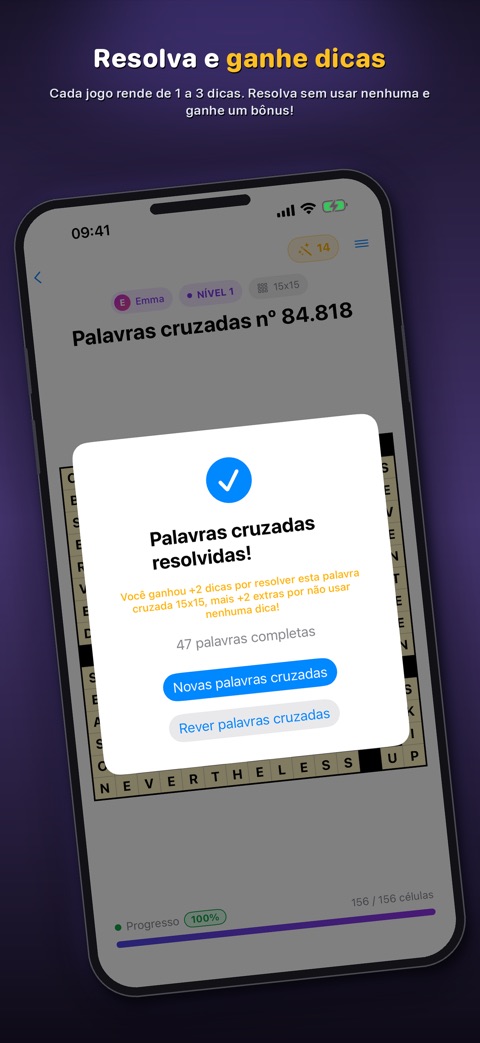 Resolva e ganhe dicas
Cada jogo rende de 1 a 3 dicas. Resolva sem usar nenhuma e
ganhe um bônus!
09:41
14
E Emma
NÍVEL 1
15x15
Palavras cruzadas nº 84.818
Palavras cruzadas
resolvidas!
Você ganhou +2 dicas por resolver esta palavra
cruzada 15x15, mais +2 extras por não usar
nenhuma dica!
47 palavras completas
Novas palavras cruzadas
Rever palavras cruzadas
NEVERTHELESS UP
Progresso 100%
156 / 156 células